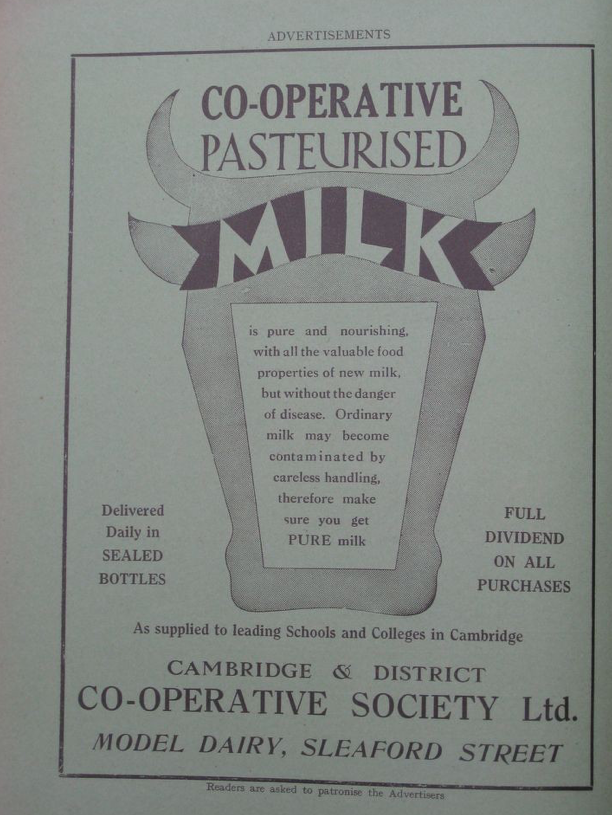 ADVERTISEMENTS
CO-OPERATIVE
PASTEURISED
MILK
is pure and nourishing,
with all the valuable food
properties of new milk,
but without the danger
of disease. Ordinary
milk may become
contaminated by
careless handling,
therefore make
sure you get
PURE milk
Delivered
Daily in
SEALED
BOTTLES
FULL
DIVIDEND
ON ALL
PURCHASES
As supplied to leading Schools and Colleges in Cambridge
CAMBRIDGE & DISTRICT
CO-OPERATIVE SOCIETY Ltd.
MODEL DAIRY, SLEAFORD STREET
Readers are asked to patronise the Advertisers